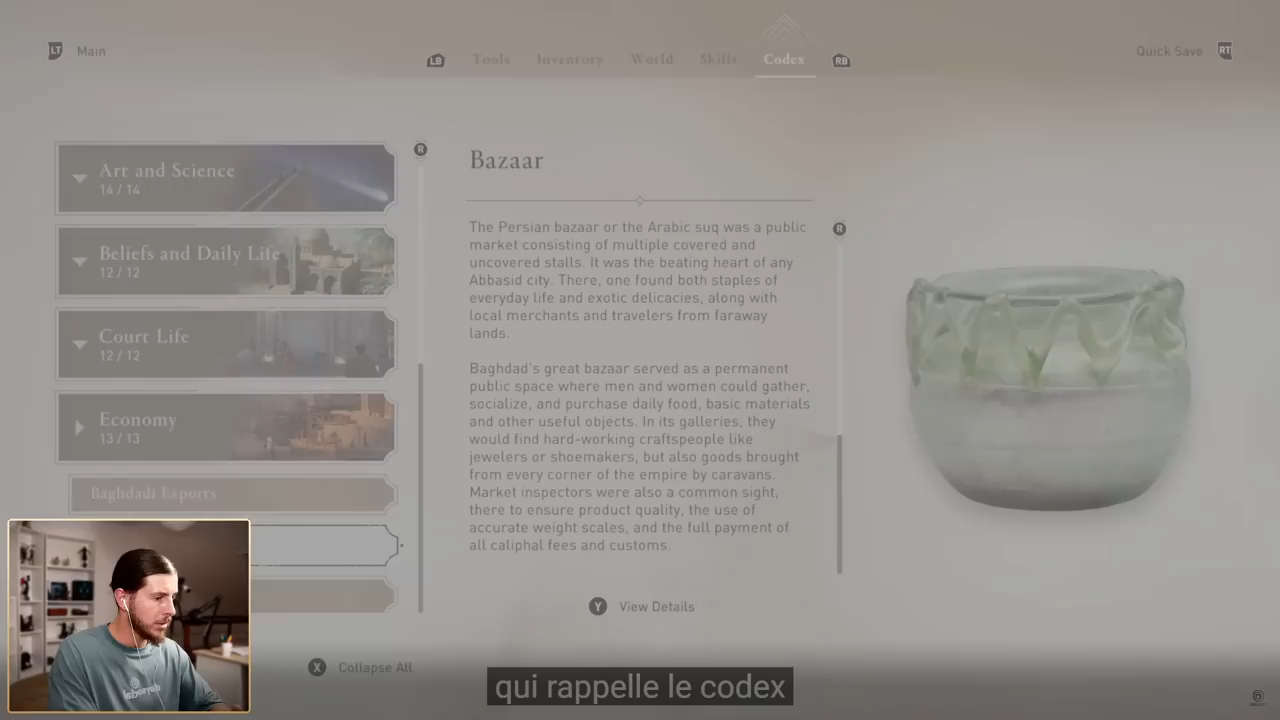 LT Main
LB Tools Inventory World Skills Codex RB
Quick Save RT
Art and Science
14 / 14
Beliefs and Daily Life
12 / 12
Court Life
12 / 12
Economy
13 / 13
Baghdadi Exports
X Collapse All
R
Bazaar
The Persian bazaar or the Arabic suq was a public
market consisting of multiple covered and
uncovered stalls. It was the beating heart of any
Abbasid city. There, one found both staples of
everyday life and exotic delicacies, along with
local merchants and travelers from faraway
lands.
Baghdad's great bazaar served as a permanent
public space where men and women could gather,
socialize, and purchase daily food, basic materials
and other useful objects. In its galleries, they
would find hard-working craftspeople like
jewelers or shoemakers, but also goods brought
from every corner of the empire by caravans.
Market inspectors were also a common sight,
there to ensure product quality, the use of
accurate weight scales, and the full payment of
all caliphal fees and customs.
R
Y View Details
qui rappelle le codex